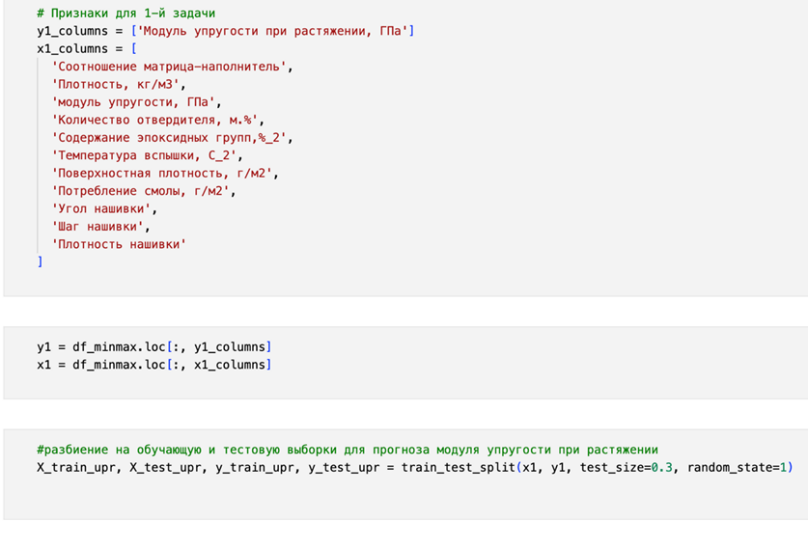 # Признаки для 1-й задачи
y1_columns = ['Модуль упругости при растяжении, ГПа']
x1_columns = [
'Соотношение матрица-наполнитель',
'Плотность, кг/м3',
'модуль упругости, ГПа',
'Количество отвердителя, м.%',
'Содержание эпоксидных групп,%_2',
'Температура вспышки, С_2',
'Поверхностная плотность, г/м2',
'Потребление смолы, г/м2',
'Угол нашивки',
'Шаг нашивки',
'Плотность нашивки'
]
y1 = df_minmax.loc[:, y1_columns]
x1 = df_minmax.loc[:, x1_columns]
#разбиение на обучающую и тестовую выборки для прогноза модуля упругости при растяжении
X_train_upr, X_test_upr, y_train_upr, y_test_upr = train_test_split(x1, y1, test_size=0.3, random_state=1)